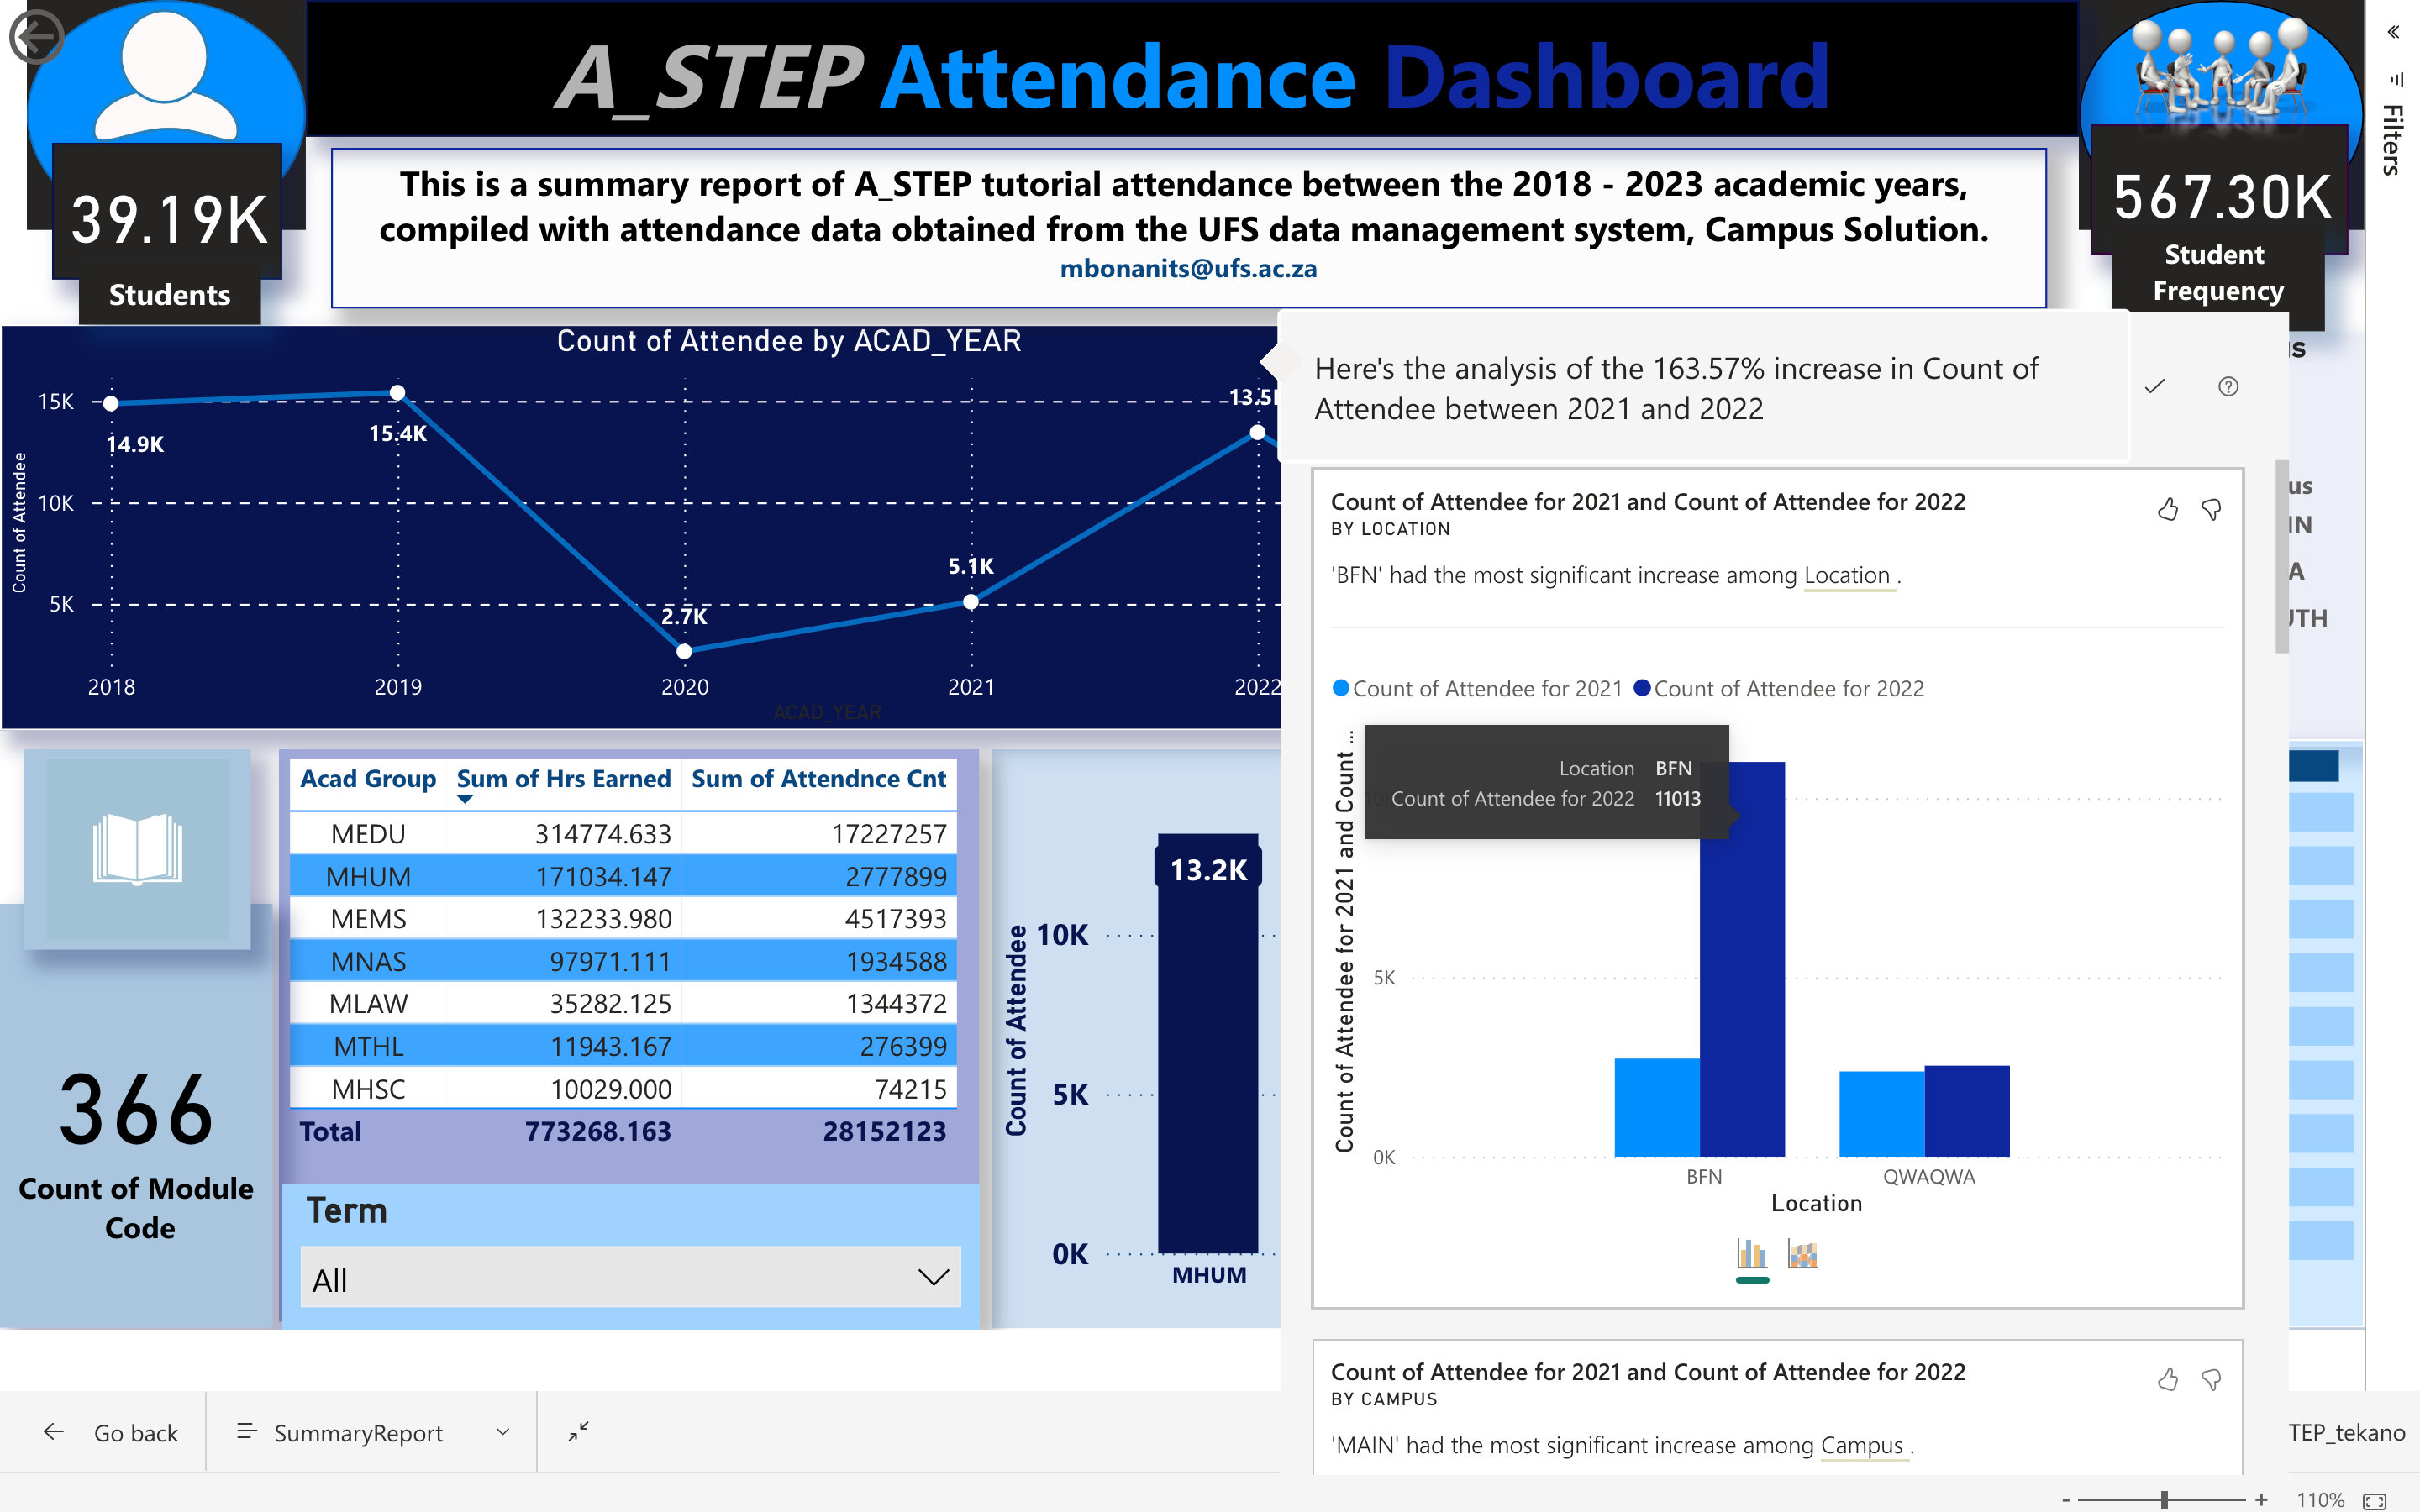 A_STEP Attendance Dashboard
39.19K
Students
This is a summary report of A_STEP tutorial attendance between the 2018 - 2023 academic years,
compiled with attendance data obtained from the UFS data management system, Campus Solution.
mbonanits@ufs.ac.za
567.30K
Student
Frequency
Filters
Count of Attendee by ACAD_YEAR
Count of Attendee
15K
10K
5K
14.9K
15.4K
2.7K
5.1K
13.5
2018
2019
2020
2021
2022
ACAD_YEAR
Here's the analysis of the 163.57% increase in Count of
Attendee between 2021 and 2022
Count of Attendee for 2021 and Count of Attendee for 2022
BY LOCATION
'BFN' had the most significant increase among Location .
Count of Attendee for 2021
Count of Attendee for 2022
Count of Attendee for 2021 and Count ...
Location BFN
Count of Attendee for 2022 11013
5K
0K
BFN
QWAQWA
Location
Count of Attendee for 2021 and Count of Attendee for 2022
BY CAMPUS
'MAIN' had the most significant increase among Campus .
us
IN
A
UTH
366
Count of Module
Code
Acad Group Sum of Hrs Earned Sum of Attendnce Cnt
MEDU 314774.633 17227257
MHUM 171034.147 2777899
MEMS 132233.980 4517393
MNAS 97971.111 1934588
MLAW 35282.125 1344372
MTHL 11943.167 276399
MHSC 10029.000 74215
Total 773268.163 28152123
Term
All
Count of Attendee
10K
5K
0K
13.2K
MHUM
Go back
SummaryReport
TEP_tekano
- + 110%